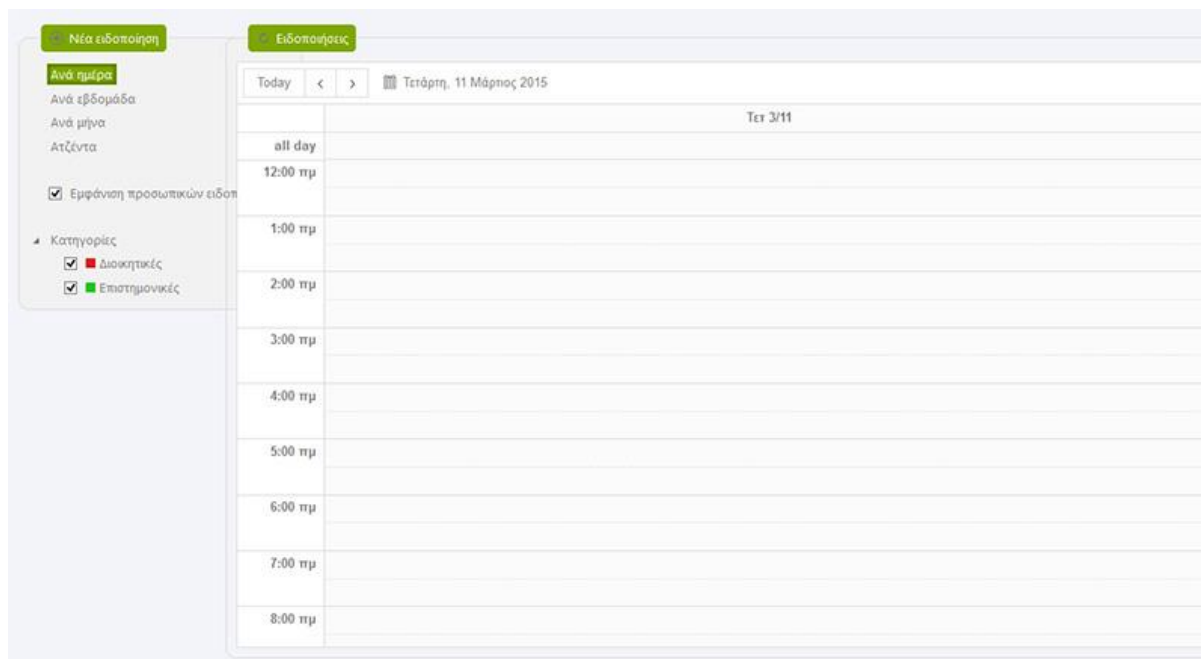 Νέα ειδοποίηση
Ανά ημέρα
Ανά εβδομάδα
Ανά μήνα
Ατζέντα
Εμφάνιση προσωπικών ειδοπ
Κατηγορίες
Διοικητικές
Επιστημονικές
Ειδοποιήσεις
Today Τετάρτη, 11 Μάρτιος 2015
Τετ 3/11
all day
12:00 πμ
1:00 πμ
2:00 πμ
3:00 πμ
4:00 πμ
5:00 πμ
6:00 πμ
7:00 πμ
8:00 πμ